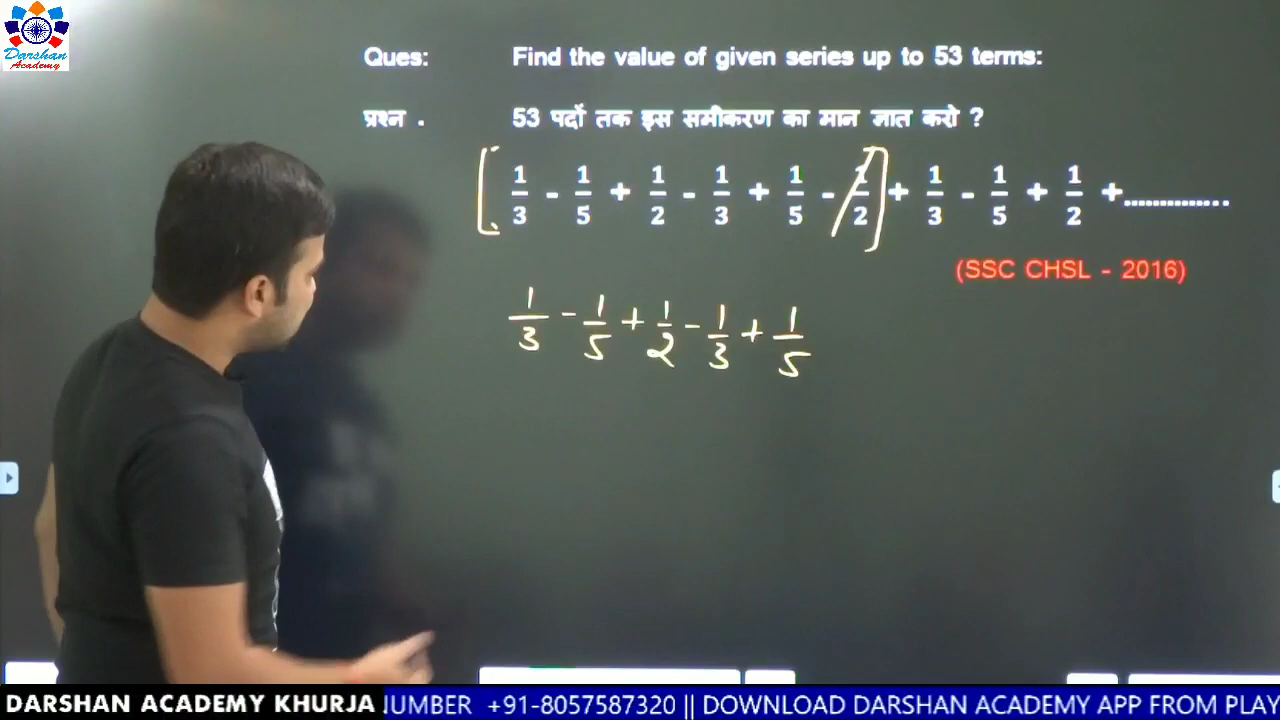 Darshan
Academy
Ques: Find the value of given series up to 53 terms:
प्रश्न . 53 पदों तक इस समीकरण का मान ज्ञात करो ?
[ 1/3 - 1/5 + 1/2 - 1/3 + 1/5 - 1/2 ] + 1/3 - 1/5 + 1/2 +..............
(SSC CHSL - 2016)
1/3 - 1/5 + 1/2 - 1/3 + 1/5
DARSHAN ACADEMY KHURJA NUMBER +91-8057587320 || DOWNLOAD DARSHAN ACADEMY APP FROM PLAY